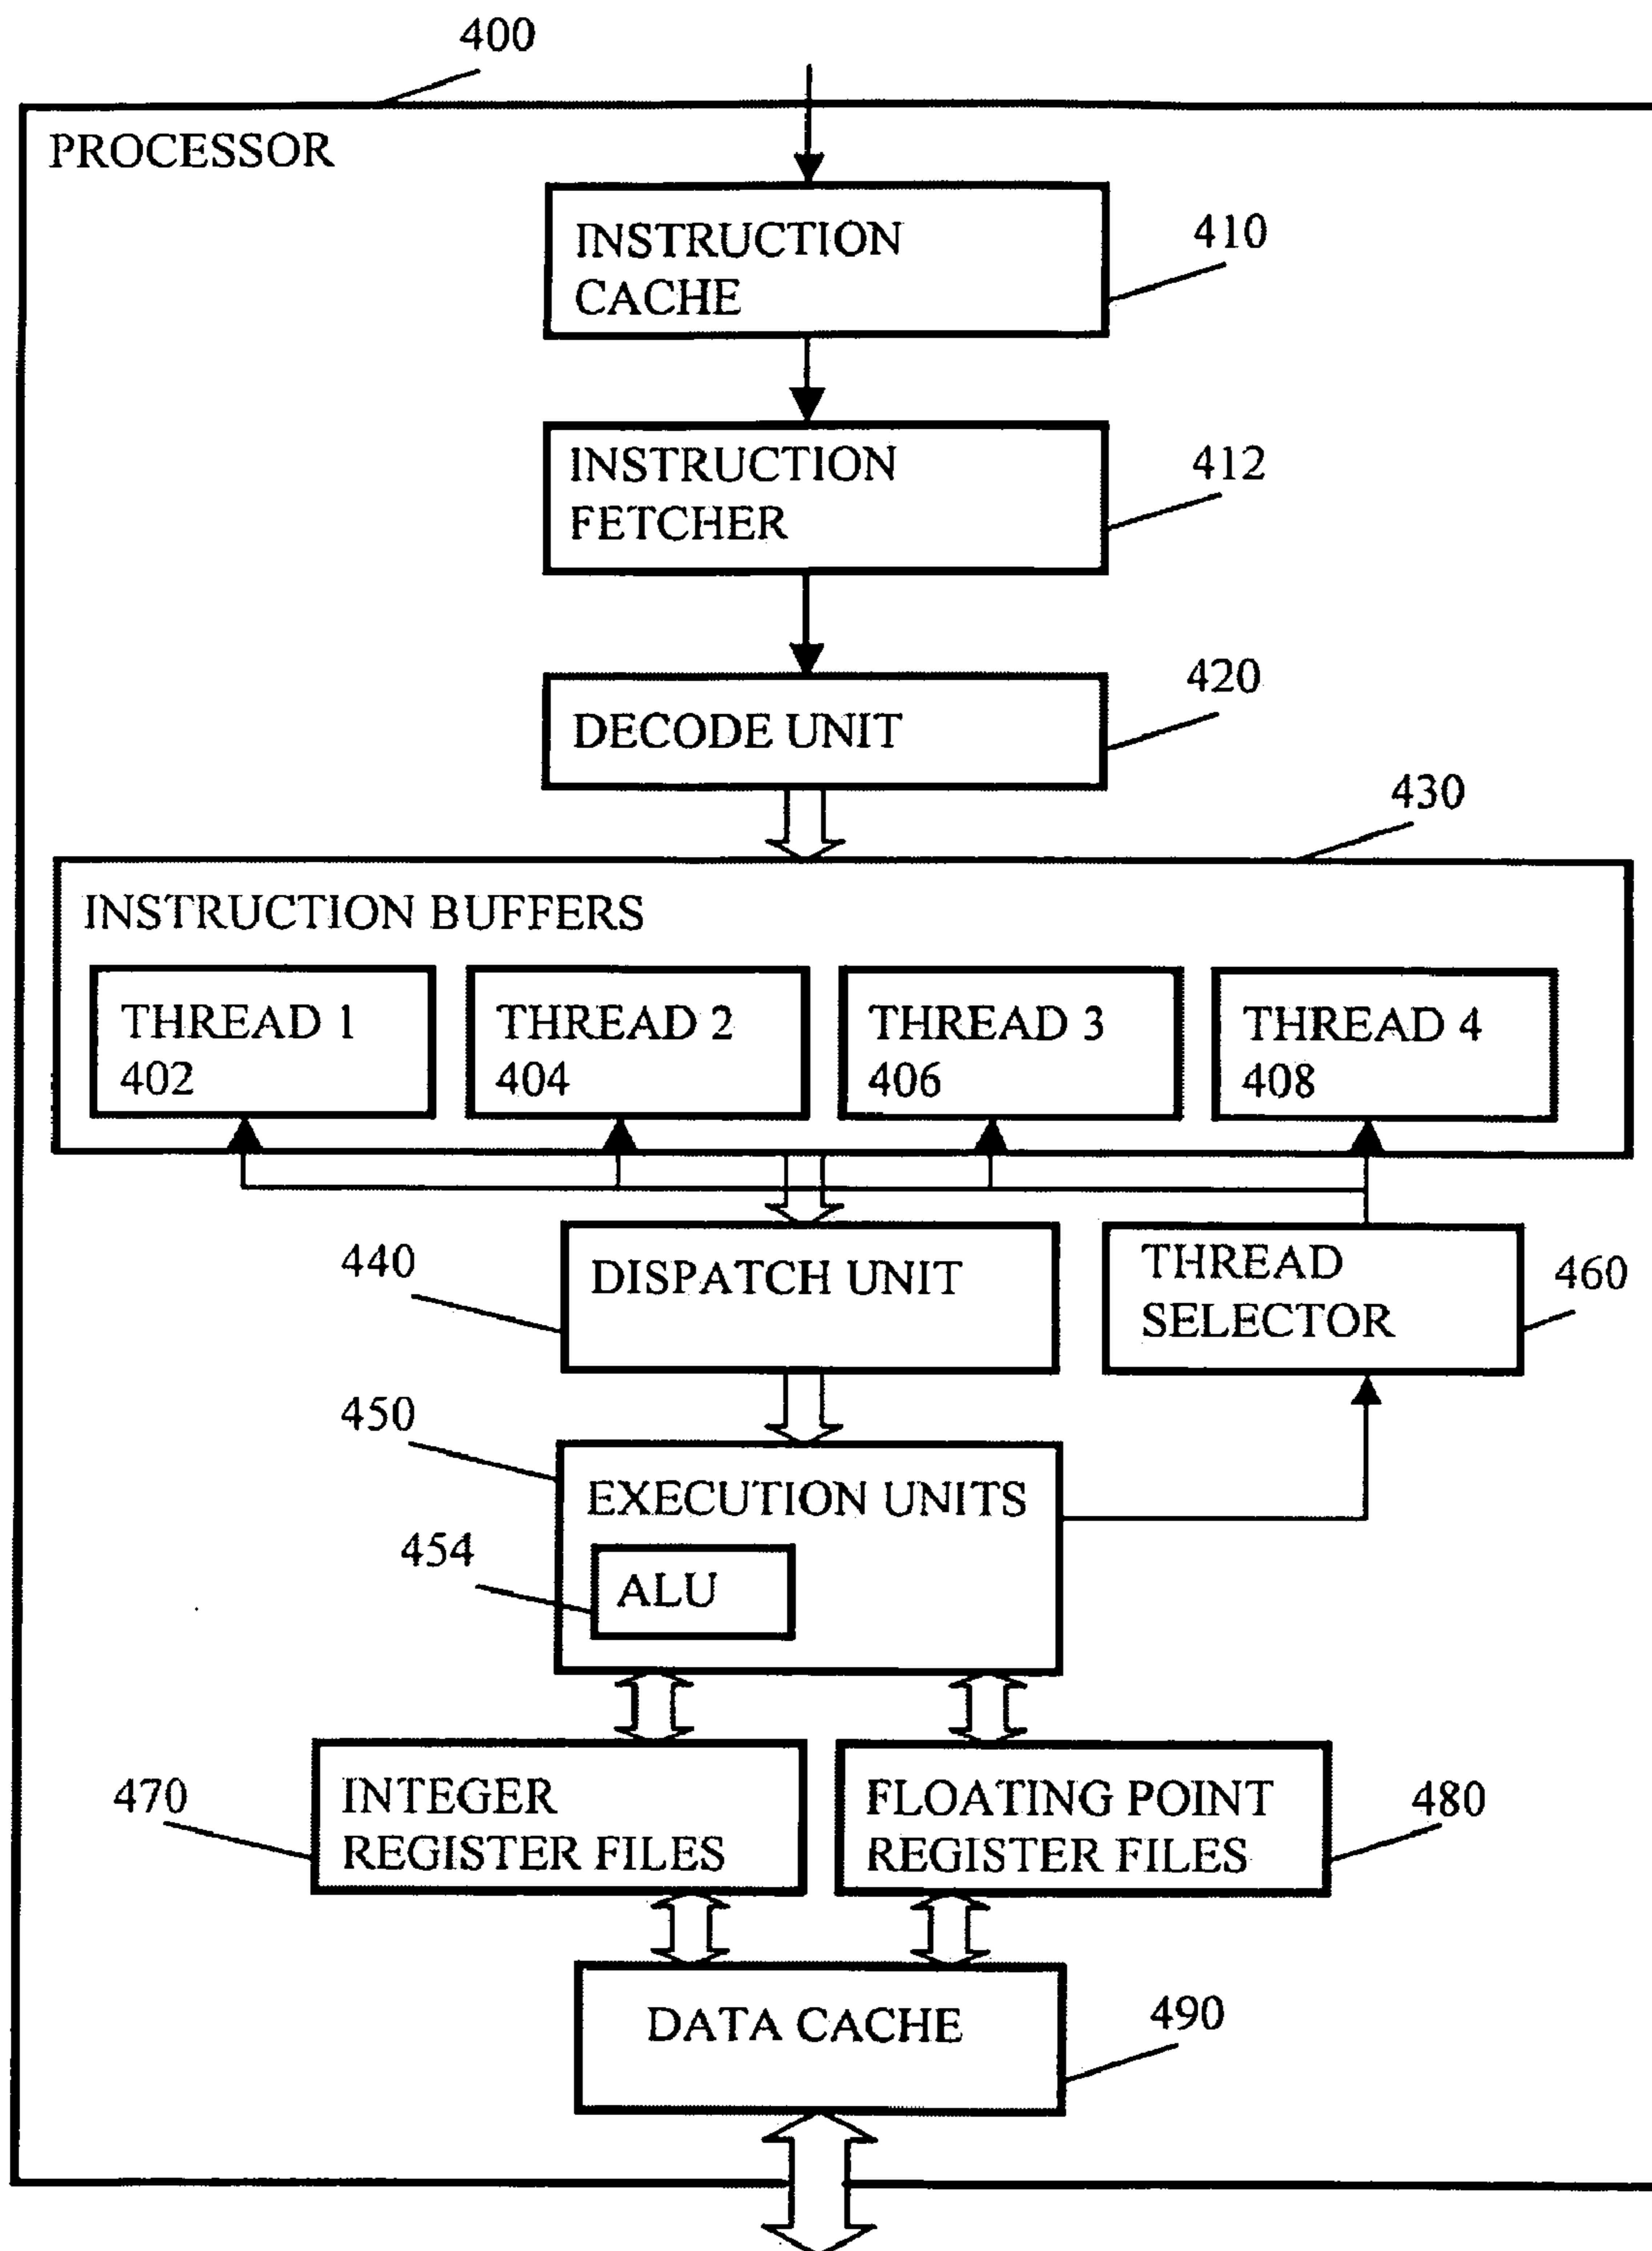 400
PROCESSOR
INSTRUCTION
CACHE
410
INSTRUCTION
FETCHER
412
DECODE UNIT
420
430
INSTRUCTION BUFFERS
THREAD 1
402
THREAD 2
404
THREAD 3
406
THREAD 4
408
440
DISPATCH UNIT
THREAD
SELECTOR
460
450
EXECUTION UNITS
454
ALU
470
INTEGER
REGISTER FILES
FLOATING POINT
REGISTER FILES
480
DATA CACHE
490